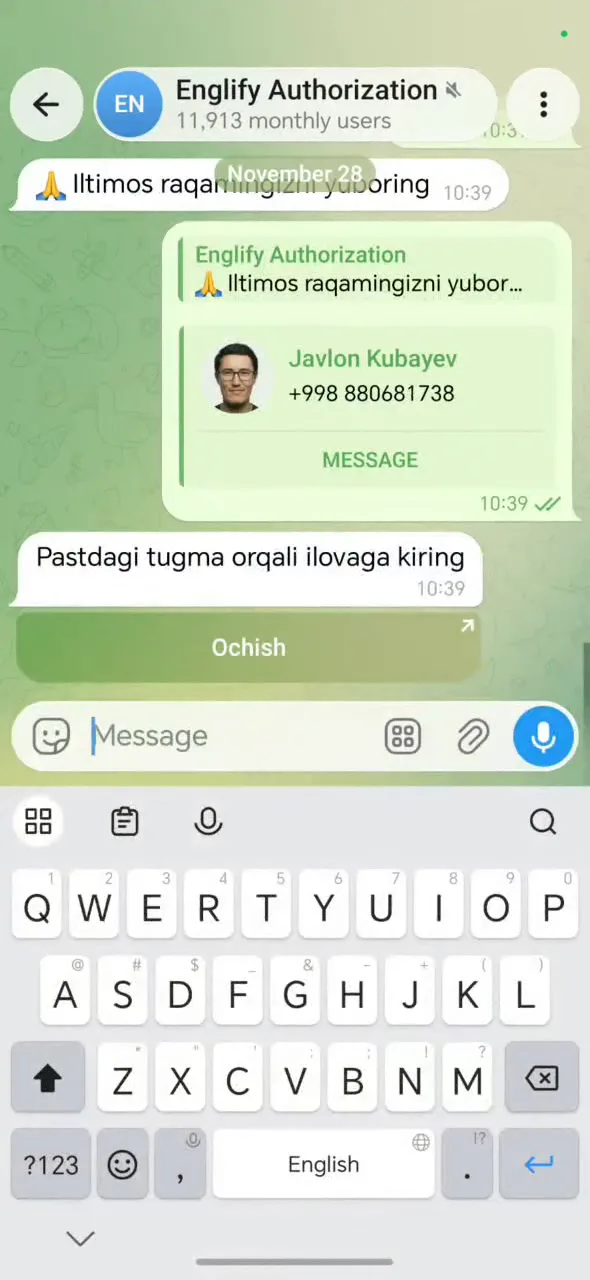 EN
Englify Authorization
11,913 monthly users
November 28
🙏 Iltimos raqamingizni yuboring 10:39
Englify Authorization
🙏 Iltimos raqamingizni yubor...
Javlon Kubayev
+998 880681738
MESSAGE
10:39
Pastdagi tugma orqali ilovaga kiring
10:39
Ochish
Message
1 2 3 4 5 6 7 8 9 0
Q W E R T Y U I O P
@ # $ _ & - + ( )
A S D F G H J K L
* " ' : ; ! ?
Z X C V B N M
!?
?123 , English .